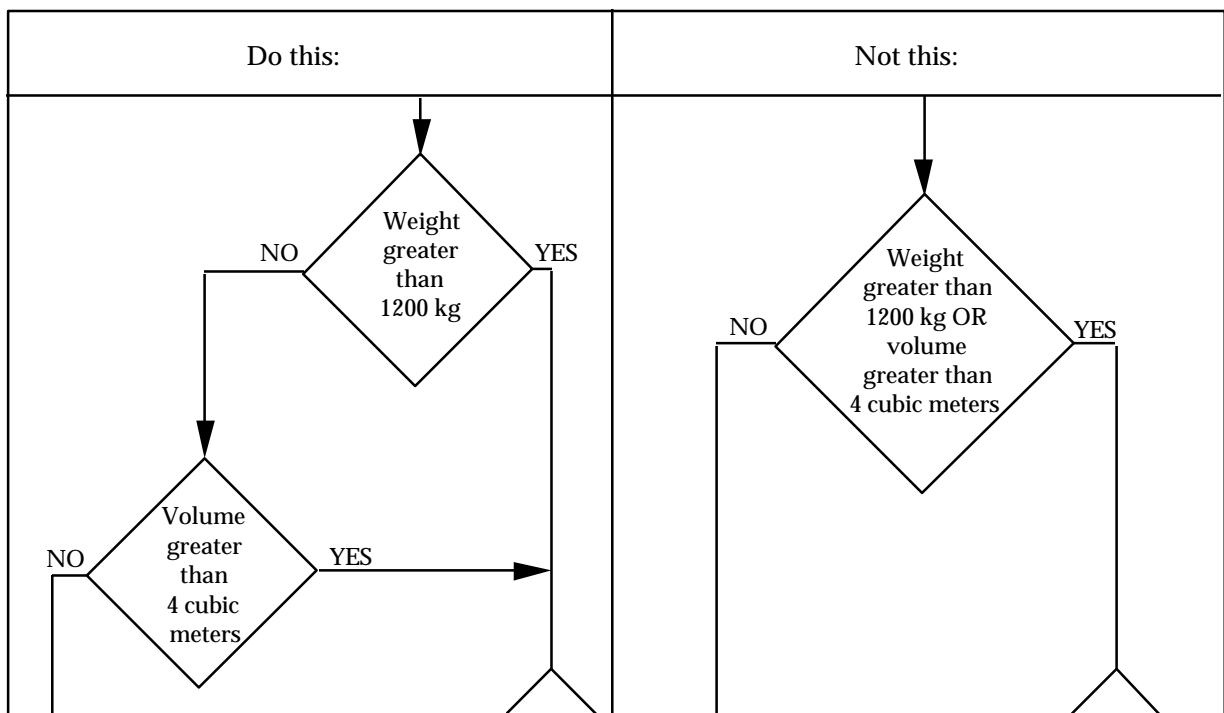 Do this:
Not this:
Weight
greater
than
1200 kg
NO
YES
Volume
greater
than
4 cubic
meters
NO
YES
Weight
greater than
1200 kg OR
volume
greater than
4 cubic meters
NO
YES